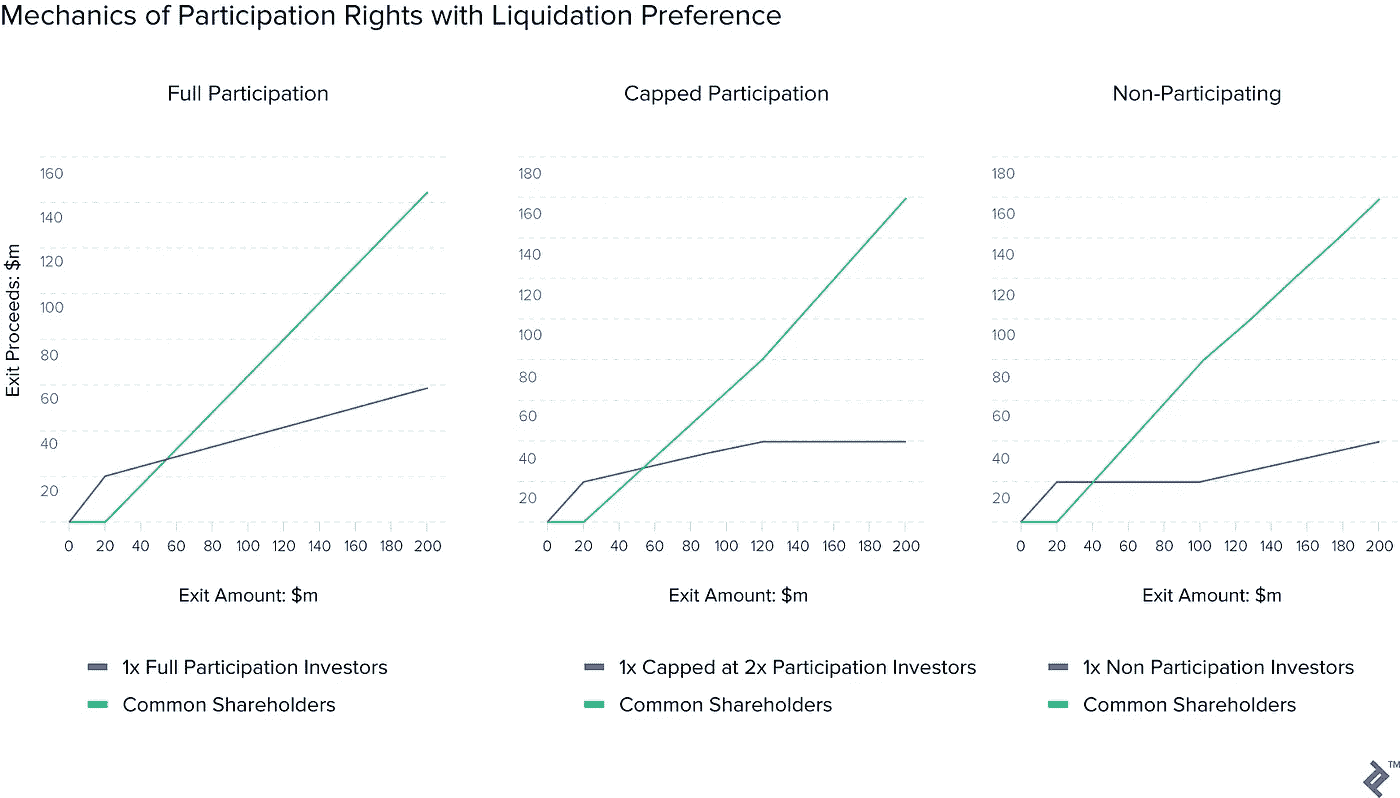 Mechanics of Participation Rights with Liquidation Preference
Full Participation
Capped Participation
Non-Participating
Exit Proceeds: $m
160
140
120
100
80
60
40
20
0 20 40 60 80 100 120 140 160 180 200
Exit Amount: $m
180
160
140
120
100
80
60
40
20
0 20 40 60 80 100 120 140 160 180 200
Exit Amount: $m
180
160
140
120
100
80
60
40
20
0 20 40 60 80 100 120 140 160 180 200
Exit Amount: $m
1x Full Participation Investors
Common Shareholders
1x Capped at 2x Participation Investors
Common Shareholders
1x Non Participation Investors
Common Shareholders
TM